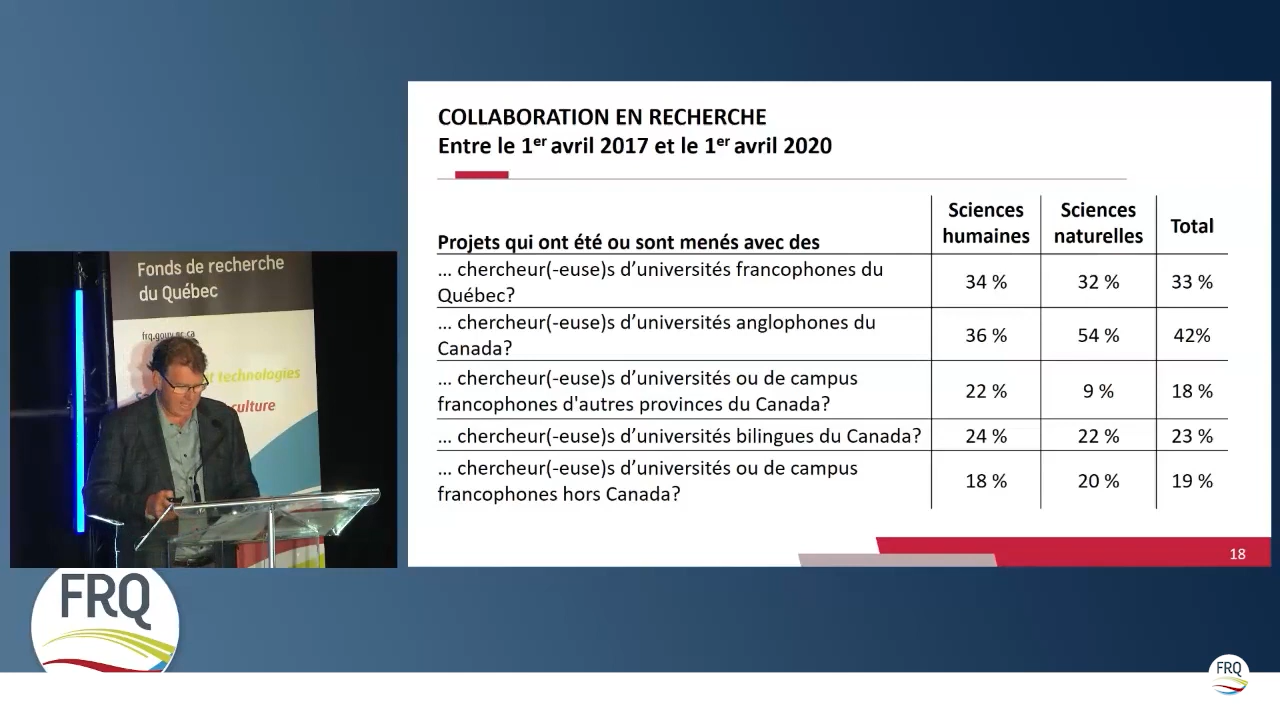 COLLABORATION EN RECHERCHE
Entre le 1er avril 2017 et le 1er avril 2020
Projets qui ont été ou sont menés avec des
Sciences humaines
Sciences naturelles
Total
... chercheur(-euse)s d’universités francophones du
Québec?
34 %
32 %
33 %
... chercheur(-euse)s d’universités anglophones du
Canada?
36 %
54 %
42%
... chercheur(-euse)s d’universités ou de campus
francophones d'autres provinces du Canada?
22 %
9 %
18 %
... chercheur(-euse)s d’universités bilingues du Canada?
24 %
22 %
23 %
... chercheur(-euse)s d’universités ou de campus
francophones hors Canada?
18 %
20 %
19 %
18
Fonds de recherche
du Québec
frq.gouv.qc.ca
technologies
culture
FRQ
FRQ